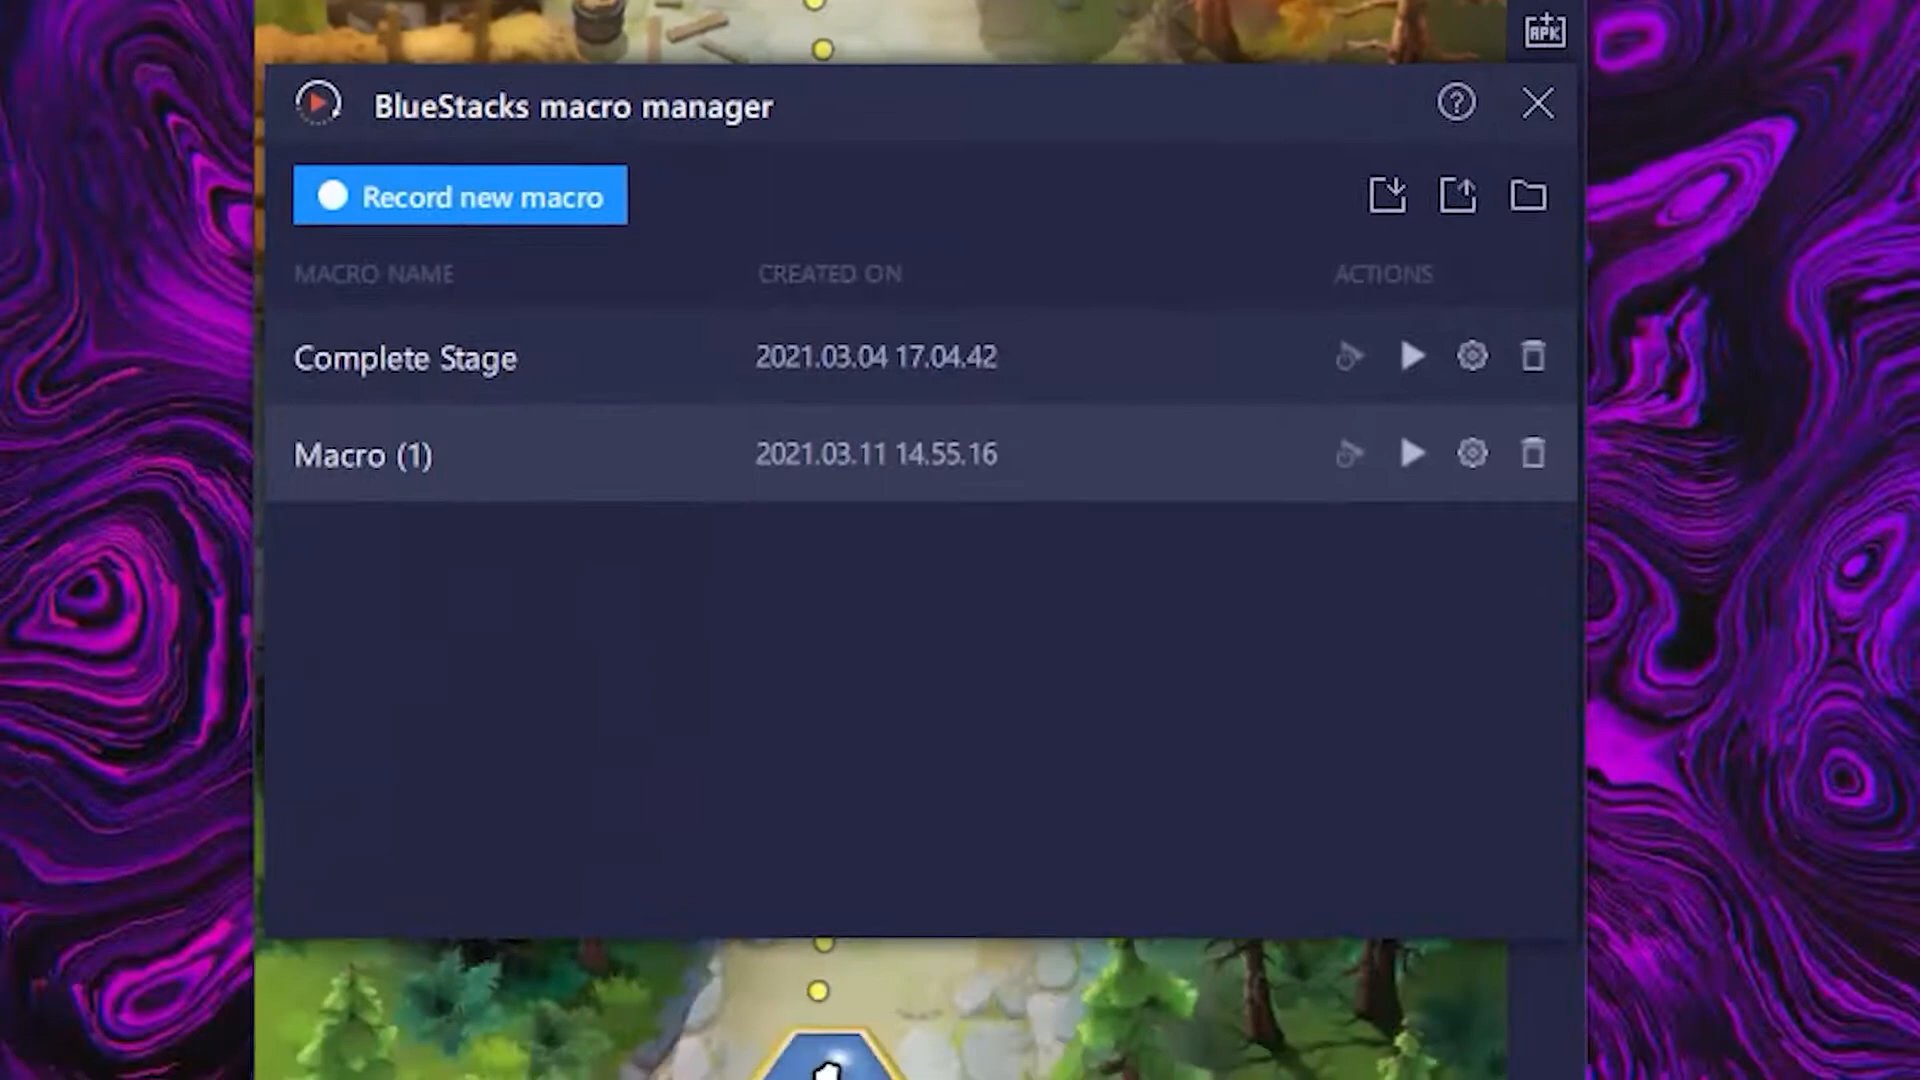 APK
BlueStacks macro manager
Record new macro
MACRO NAME CREATED ON ACTIONS
Complete Stage 2021.03.04 17.04.42
Macro (1) 2021.03.11 14.55.16